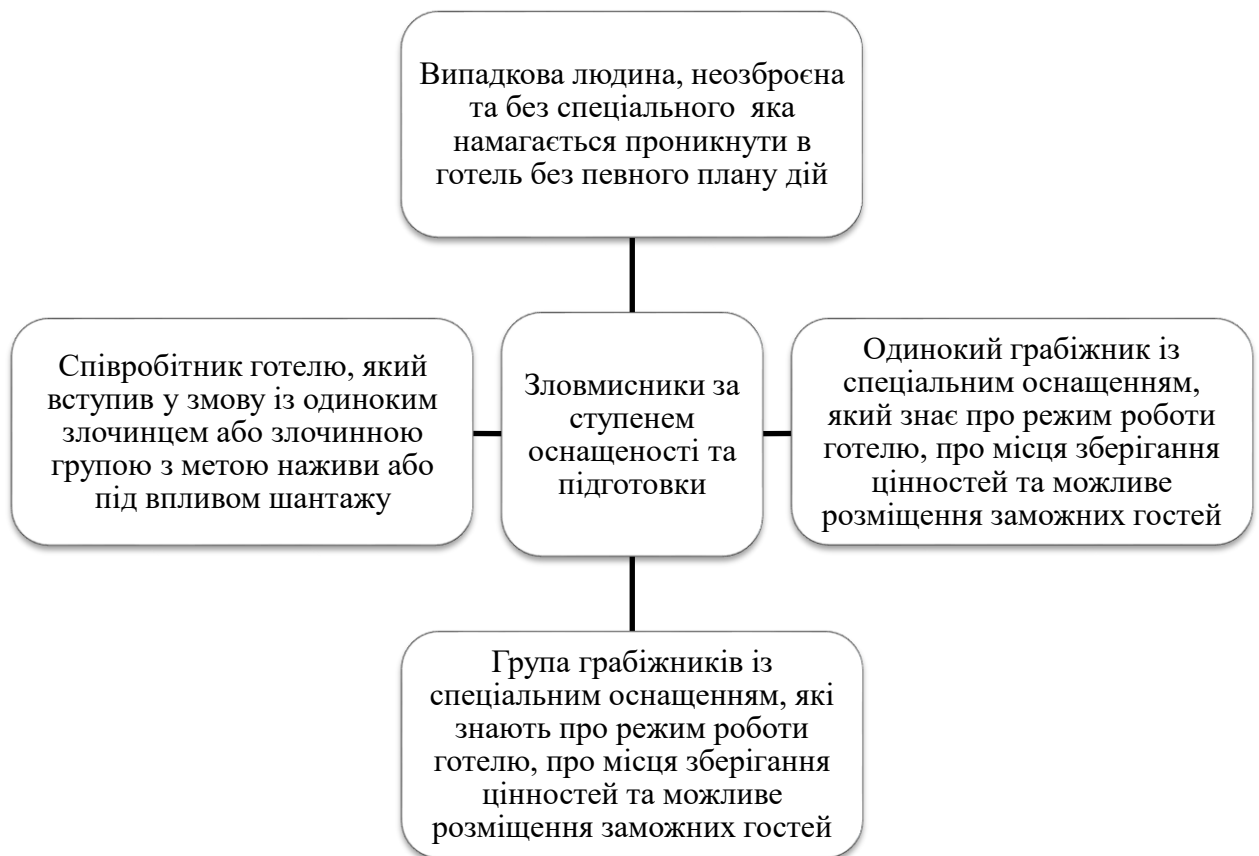 Випадкова людина, неозброєна
та без спеціального яка
намагається проникнути в
готель без певного плану дій
Співробітник готелю, який
вступив у змову із одиноким
злочинцем або злочинною
групою з метою наживи або
під впливом шантажу
Зловмисники за
ступенем
оснащеності та
підготовки
Одинокий грабіжник із
спеціальним оснащенням,
який знає про режим роботи
готелю, про місця зберігання
цінностей та можливе
розміщення заможних гостей
Група грабіжників із
спеціальним оснащенням, які
знають про режим роботи
готелю, про місця зберігання
цінностей та можливе
розміщення заможних гостей